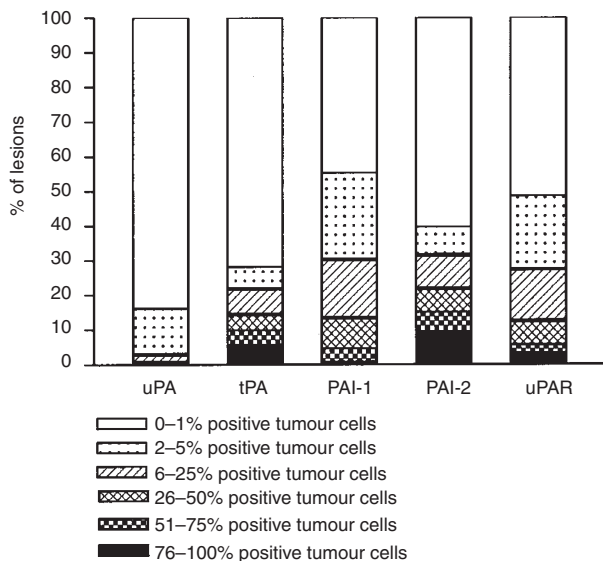 % of lesions
100
90
80
70
60
50
40
30
20
10
0
uPA tPA PAI-1 PAI-2 uPAR
0–1% positive tumour cells
2–5% positive tumour cells
6–25% positive tumour cells
26–50% positive tumour cells
51–75% positive tumour cells
76–100% positive tumour cells